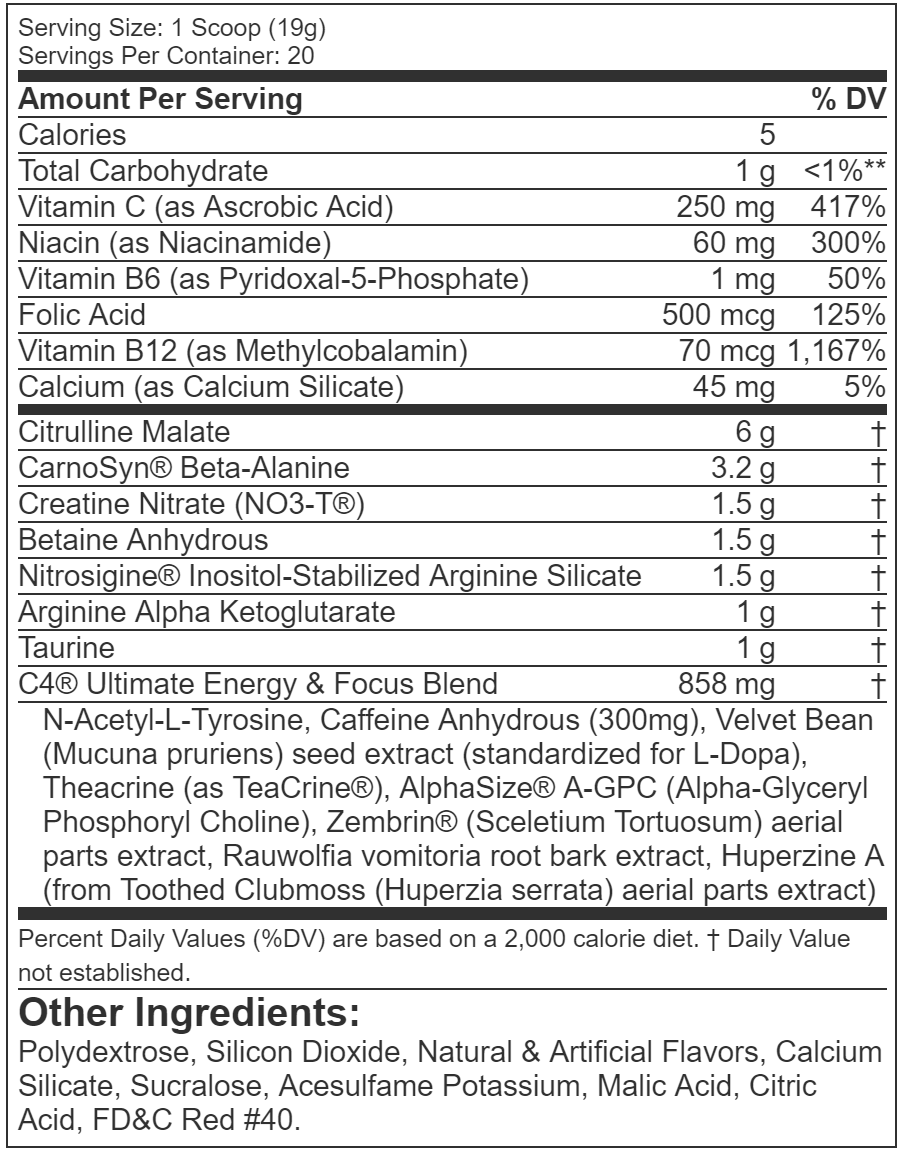 Serving Size: 1 Scoop (19g)
Servings Per Container: 20
Amount Per Serving % DV
Calories 5
Total Carbohydrate 1 g <1%**
Vitamin C (as Ascrobic Acid) 250 mg 417%
Niacin (as Niacinamide) 60 mg 300%
Vitamin B6 (as Pyridoxal-5-Phosphate) 1 mg 50%
Folic Acid 500 mcg 125%
Vitamin B12 (as Methylcobalamin) 70 mcg 1,167%
Calcium (as Calcium Silicate) 45 mg 5%
Citrulline Malate 6 g †
CarnoSyn® Beta-Alanine 3.2 g †
Creatine Nitrate (NO3-T®) 1.5 g †
Betaine Anhydrous 1.5 g †
Nitrosigine® Inositol-Stabilized Arginine Silicate 1.5 g †
Arginine Alpha Ketoglutarate 1 g †
Taurine 1 g †
C4® Ultimate Energy & Focus Blend 858 mg †
N-Acetyl-L-Tyrosine, Caffeine Anhydrous (300mg), Velvet Bean
(Mucuna pruriens) seed extract (standardized for L-Dopa),
Theacrine (as TeaCrine®), AlphaSize® A-GPC (Alpha-Glyceryl
Phosphoryl Choline), Zembrin® (Sceletium Tortuosum) aerial
parts extract, Rauwolfia vomitoria root bark extract, Huperzine A
(from Toothed Clubmoss (Huperzia serrata) aerial parts extract)
Percent Daily Values (%DV) are based on a 2,000 calorie diet. † Daily Value
not established.
Other Ingredients:
Polydextrose, Silicon Dioxide, Natural & Artificial Flavors, Calcium
Silicate, Sucralose, Acesulfame Potassium, Malic Acid, Citric
Acid, FD&C Red #40.